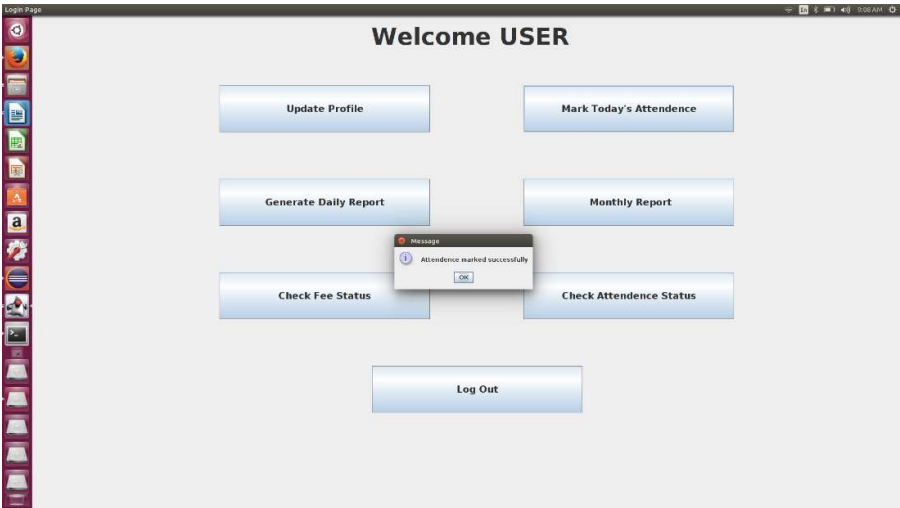 Login Page
En
9:08 AM
Welcome USER
Update Profile
Mark Today's Attendence
Generate Daily Report
Monthly Report
Message
Attendence marked successfully
OK
Check Fee Status
Check Attendence Status
Log Out